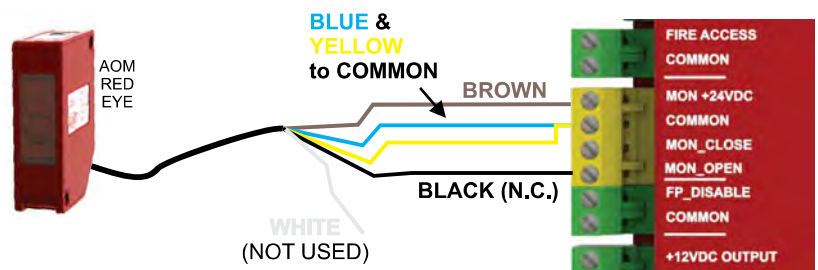 BLUE &
YELLOW
to COMMON
AOM
RED
EYE
BROWN
BLACK (N.C.)
WHITE
(NOT USED)
FIRE ACCESS
COMMON
MON +24VDC
COMMON
MON_CLOSE
MON_OPEN
FP_DISABLE
COMMON
+12VDC OUTPUT